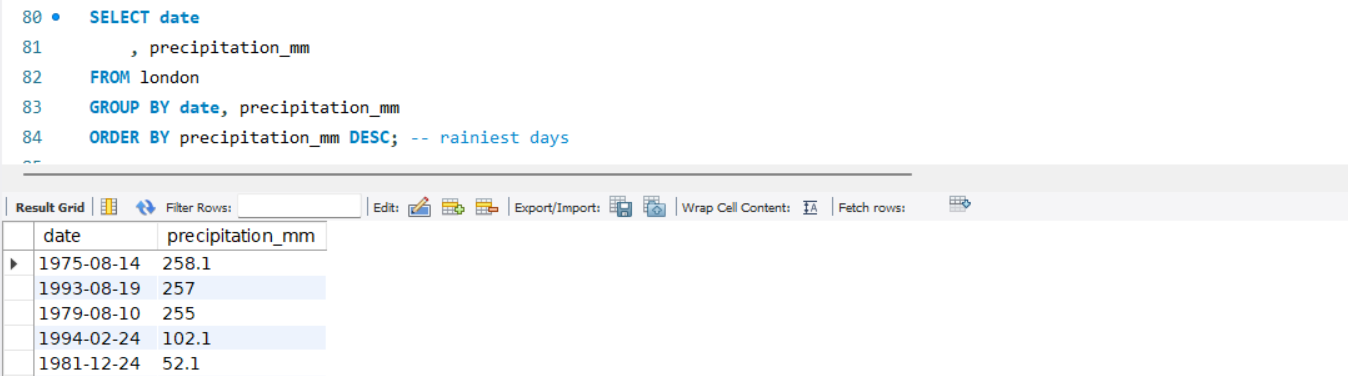 80 SELECT date
81 , precipitation_mm
82 FROM london
83 GROUP BY date, precipitation_mm
84 ORDER BY precipitation_mm DESC; -- rainiest days
Result Grid Filter Rows: Edit: Export/Import: Wrap Cell Content: Fetch rows:
date precipitation_mm
1975-08-14 258.1
1993-08-19 257
1979-08-10 255
1994-02-24 102.1
1981-12-24 52.1